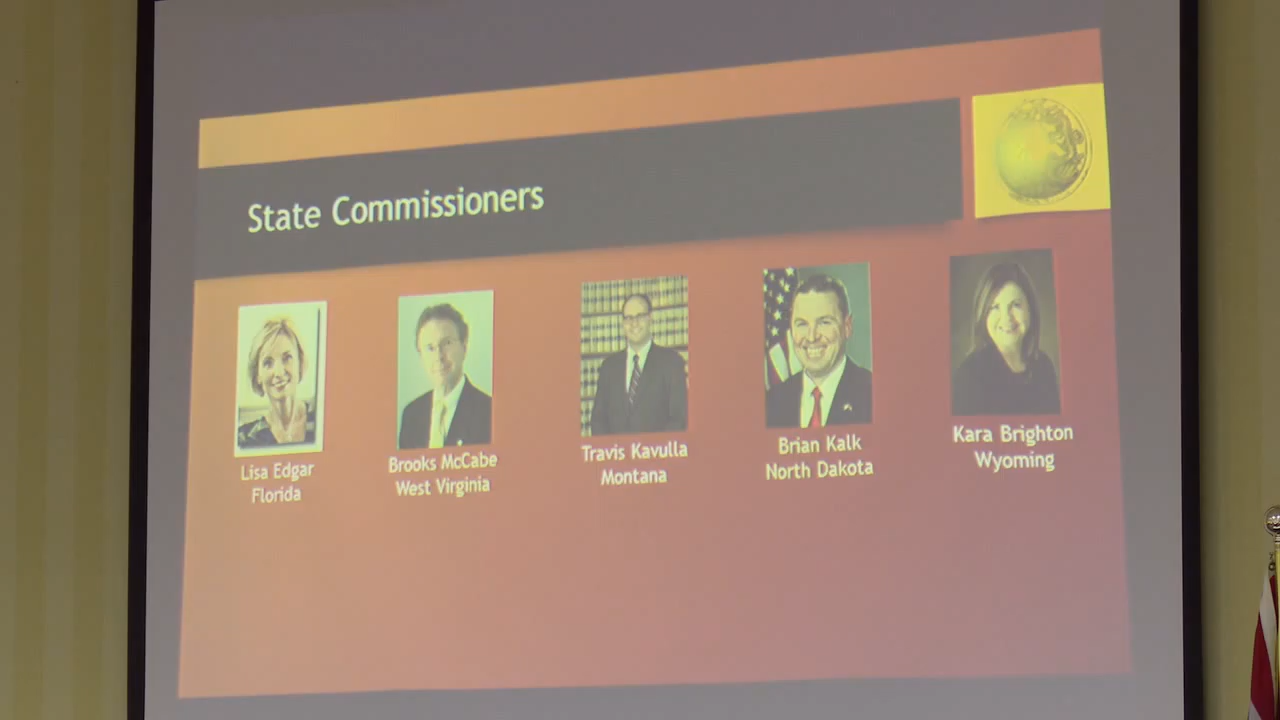 State Commissioners
Lisa Edgar
Florida
Brooks McCabe
West Virginia
Travis Kavulla
Montana
Brian Kalk
North Dakota
Kara Brighton
Wyoming